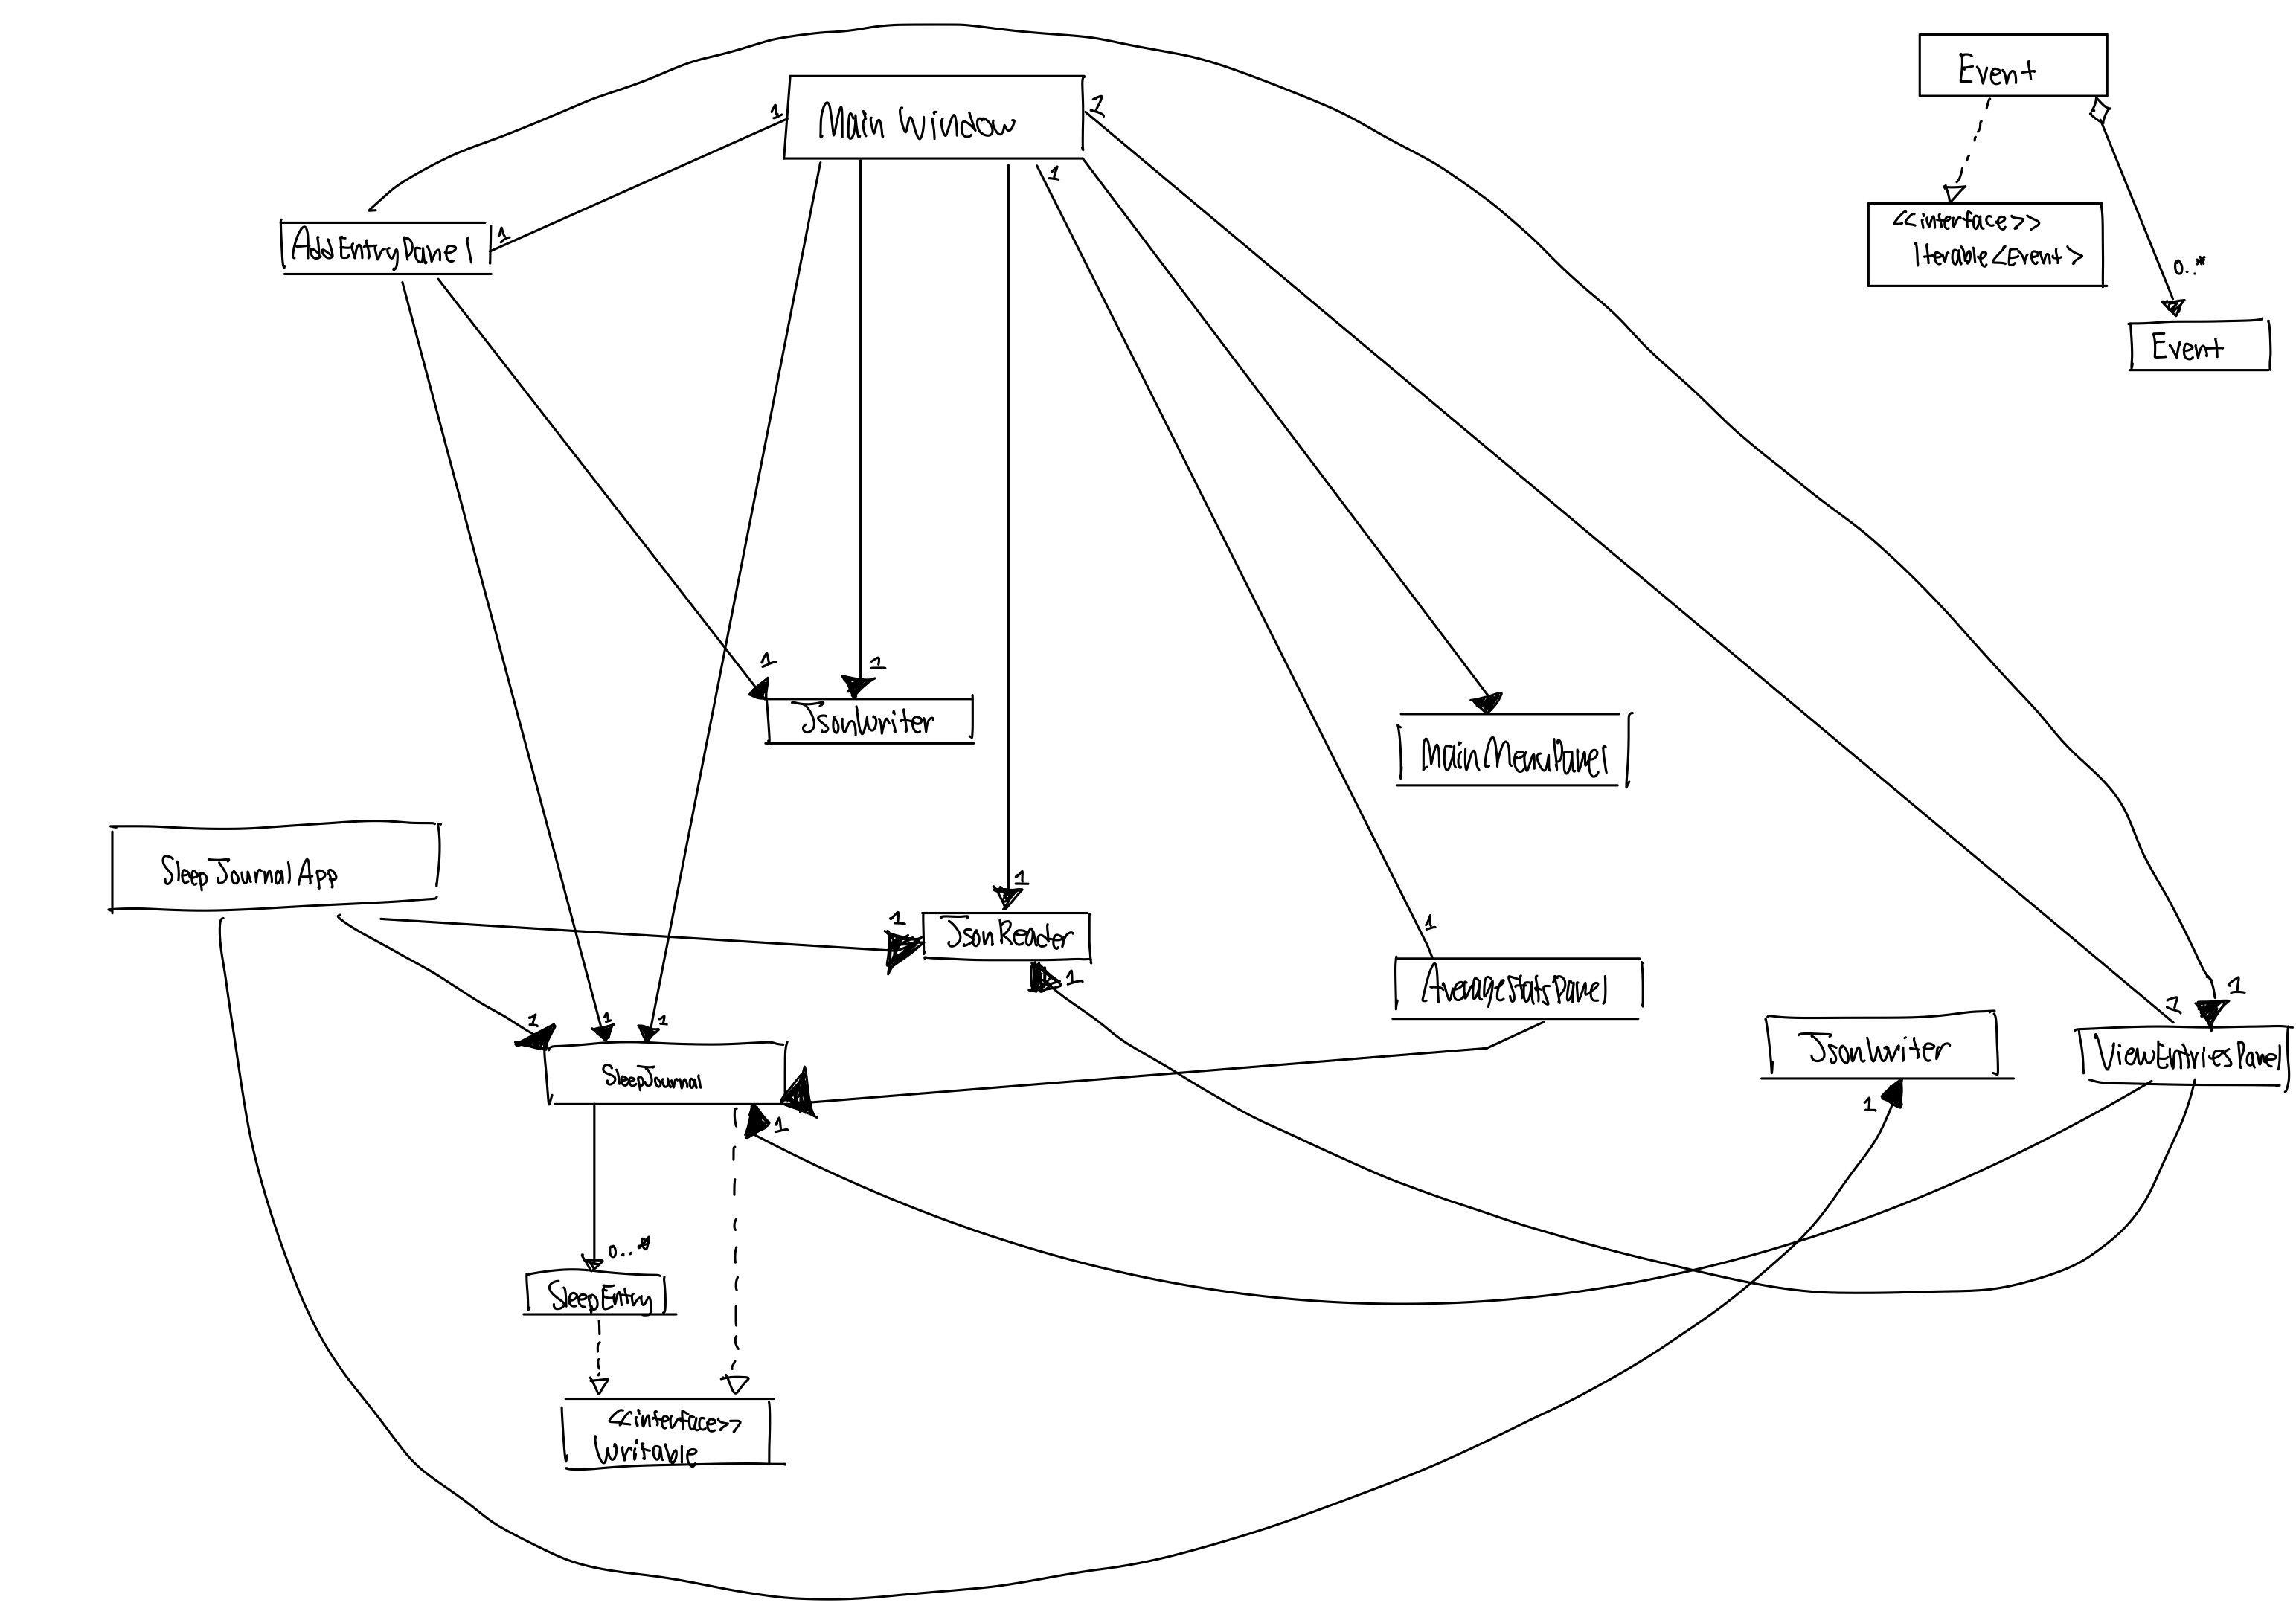 Event
1
Main Window
1
<<interface>>
Iterable<Event>
AddEntryPanel
1
1
0..*
Event
1
1
JsonWriter
MainMenuPanel
SleepJournalApp
1
1
JsonReader
1
1
AverageStatsPanel
1
1
1
1
1
SleepJournal
JsonWriter
ViewEntriesPanel
1
1
0..*
SleepEntry
<<interface>>
Writable